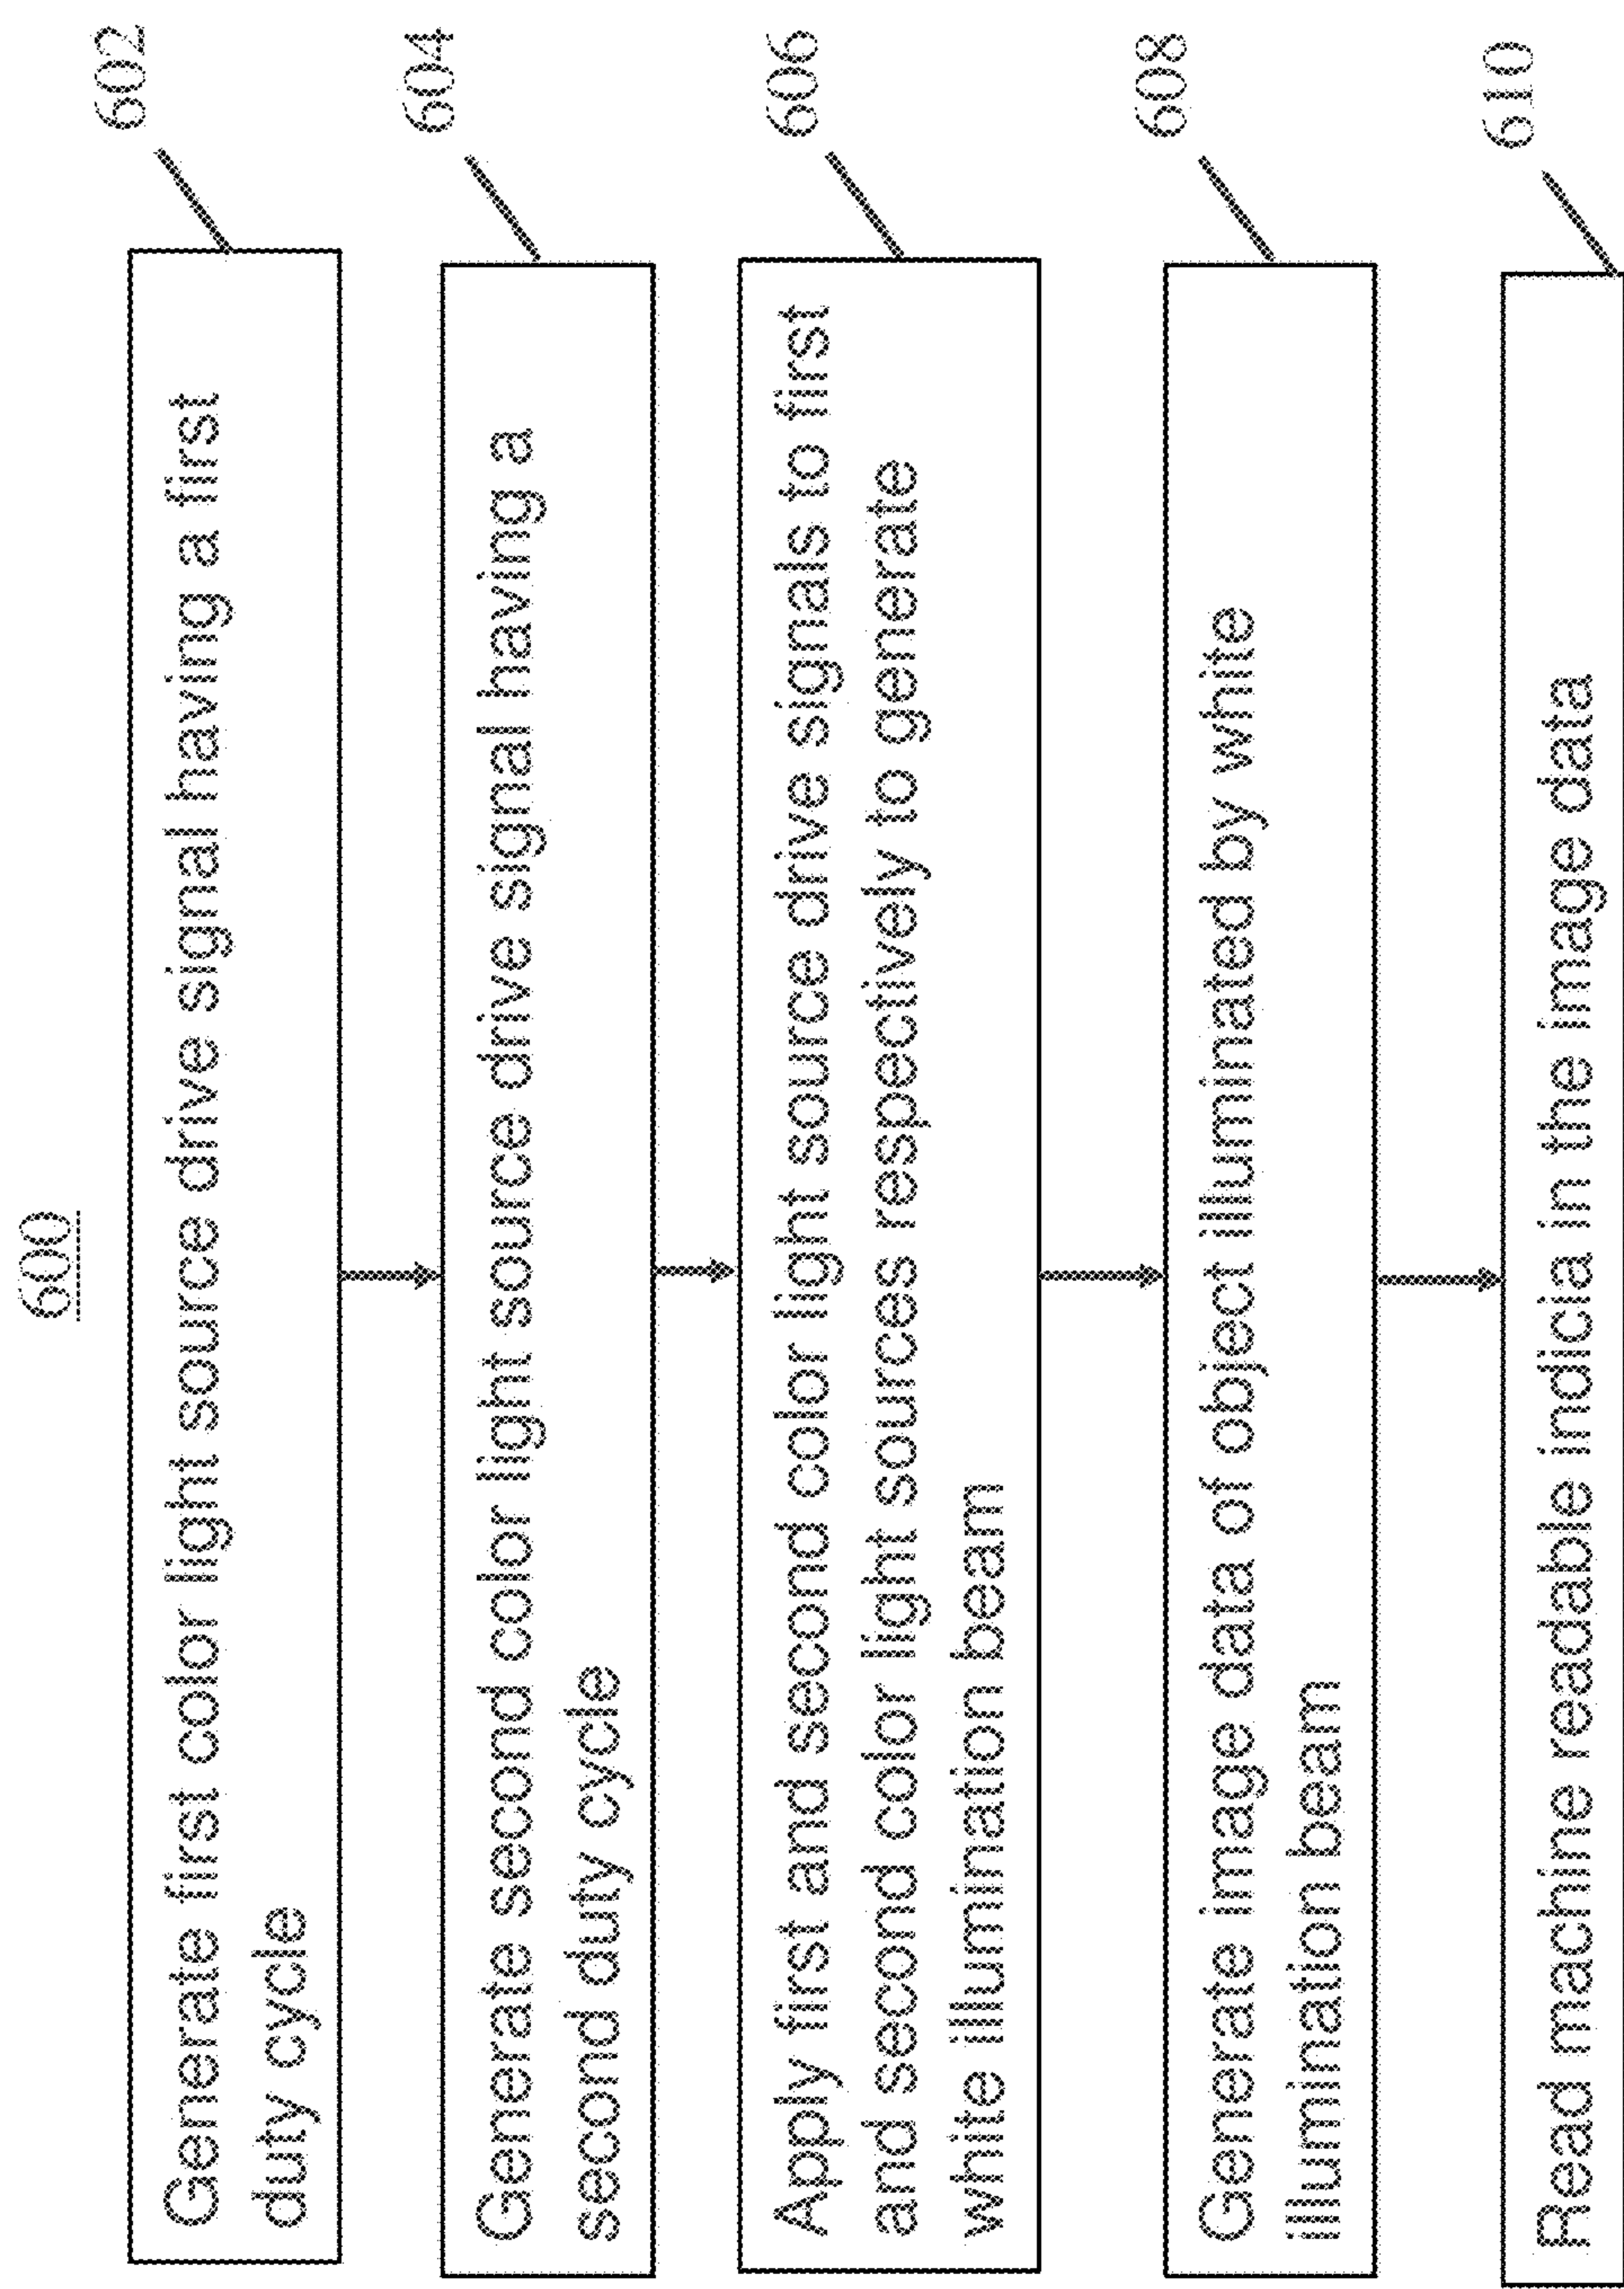 600
Generate first color light source drive signal having a first
duty cycle
602
Generate second color light source drive signal having a
second duty cycle
604
Apply first and second color light source drive signals to first
and second color light sources respectively to generate
white illumination beam
606
Generate image data of object illuminated by white
illumination beam
608
Read machine readable indicia in the image data
610